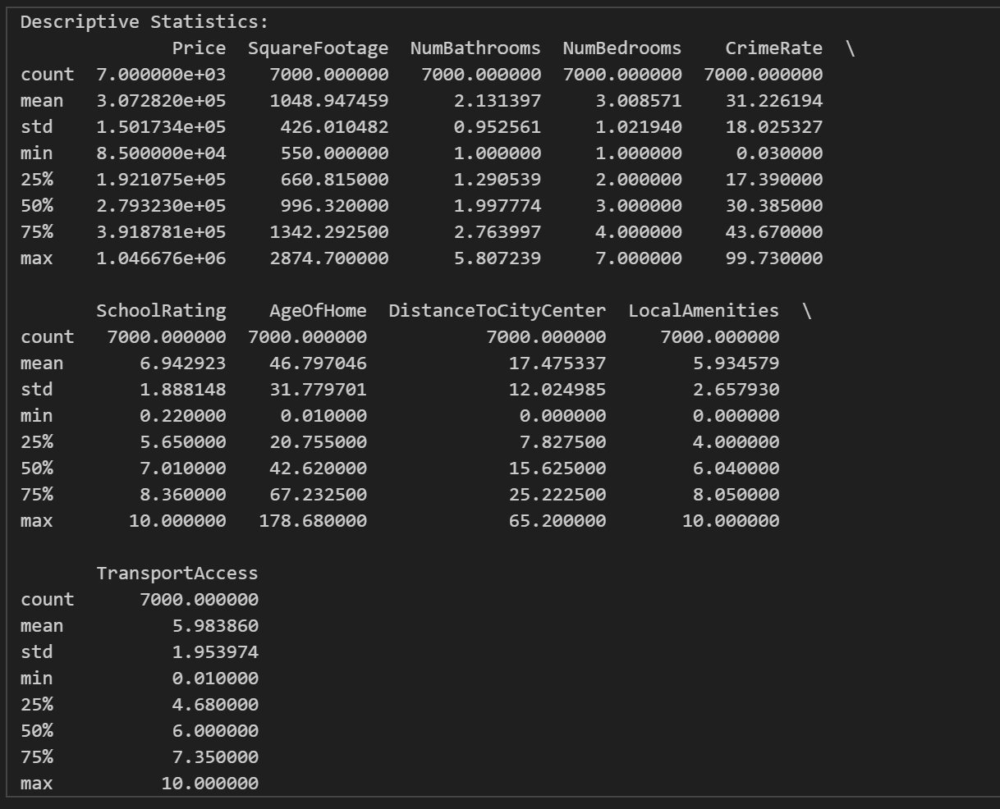 Descriptive Statistics:
              Price  SquareFootage  NumBathrooms  NumBedrooms    CrimeRate  \
count  7.000000e+03    7000.000000   7000.000000  7000.000000  7000.000000
mean   3.072820e+05    1048.947459      2.131397     3.008571    31.226194
std    1.501734e+05     426.010482      0.952561     1.021940    18.025327
min    8.500000e+04     550.000000      1.000000     1.000000     0.030000
25%    1.921075e+05     660.815000      1.290539     2.000000    17.390000
50%    2.793230e+05     996.320000      1.997774     3.000000    30.385000
75%    3.918781e+05    1342.292500      2.763997     4.000000    43.670000
max    1.046676e+06    2874.700000      5.807239     7.000000    99.730000

       SchoolRating    AgeOfHome  DistanceToCityCenter  LocalAmenities  \
count   7000.000000  7000.000000           7000.000000     7000.000000
mean       6.942923    46.797046             17.475337        5.934579
std        1.888148    31.779701             12.024985        2.657930
min        0.220000     0.010000              0.000000        0.000000
25%        5.650000    20.755000              7.827500        4.000000
50%        7.010000    42.620000             15.625000        6.040000
75%        8.360000    67.232500             25.222500        8.050000
max       10.000000   178.680000             65.200000       10.000000

       TransportAccess
count      7000.000000
mean          5.983860
std           1.953974
min           0.010000
25%           4.680000
50%           6.000000
75%           7.350000
max          10.000000